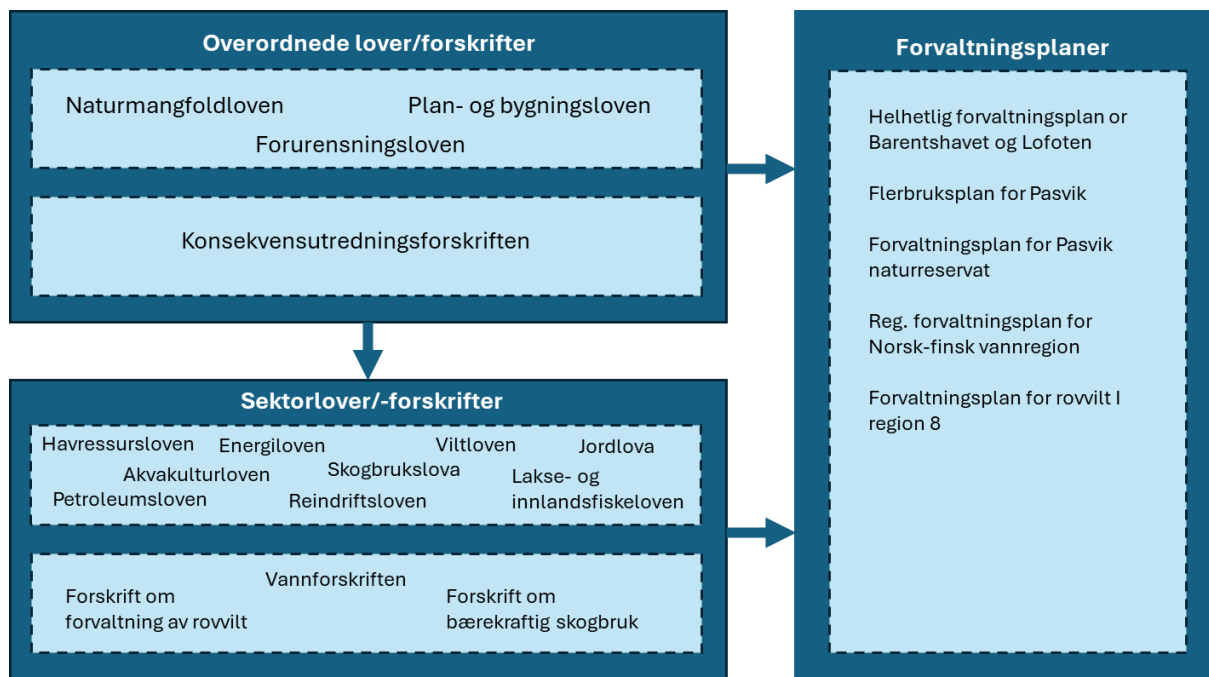 Overordnede lover/forskrifter
Naturmangfoldloven
Plan- og bygningsloven
Forurensningsloven
Konsekvensutredningsforskriften
Sektorlover/-forskrifter
Havressursloven
Energiloven
Viltloven
Jordlova
Akvakulturloven
Skogbrukslova
Lakse- og
innlandsfiskeloven
Petroleumsloven
Reindriftsloven
Vannforskriften
Forskrift om
forvaltning av rovvilt
Forskrift om
bærekraftig skogbruk
Forvaltningsplaner
Helhetlig forvaltningsplan or
Barentshavet og Lofoten
Flerbruksplan for Pasvik
Forvaltningsplan for Pasvik
naturreservat
Reg. forvaltningsplan for
Norsk-finsk vannregion
Forvaltningsplan for rovvilt I
region 8